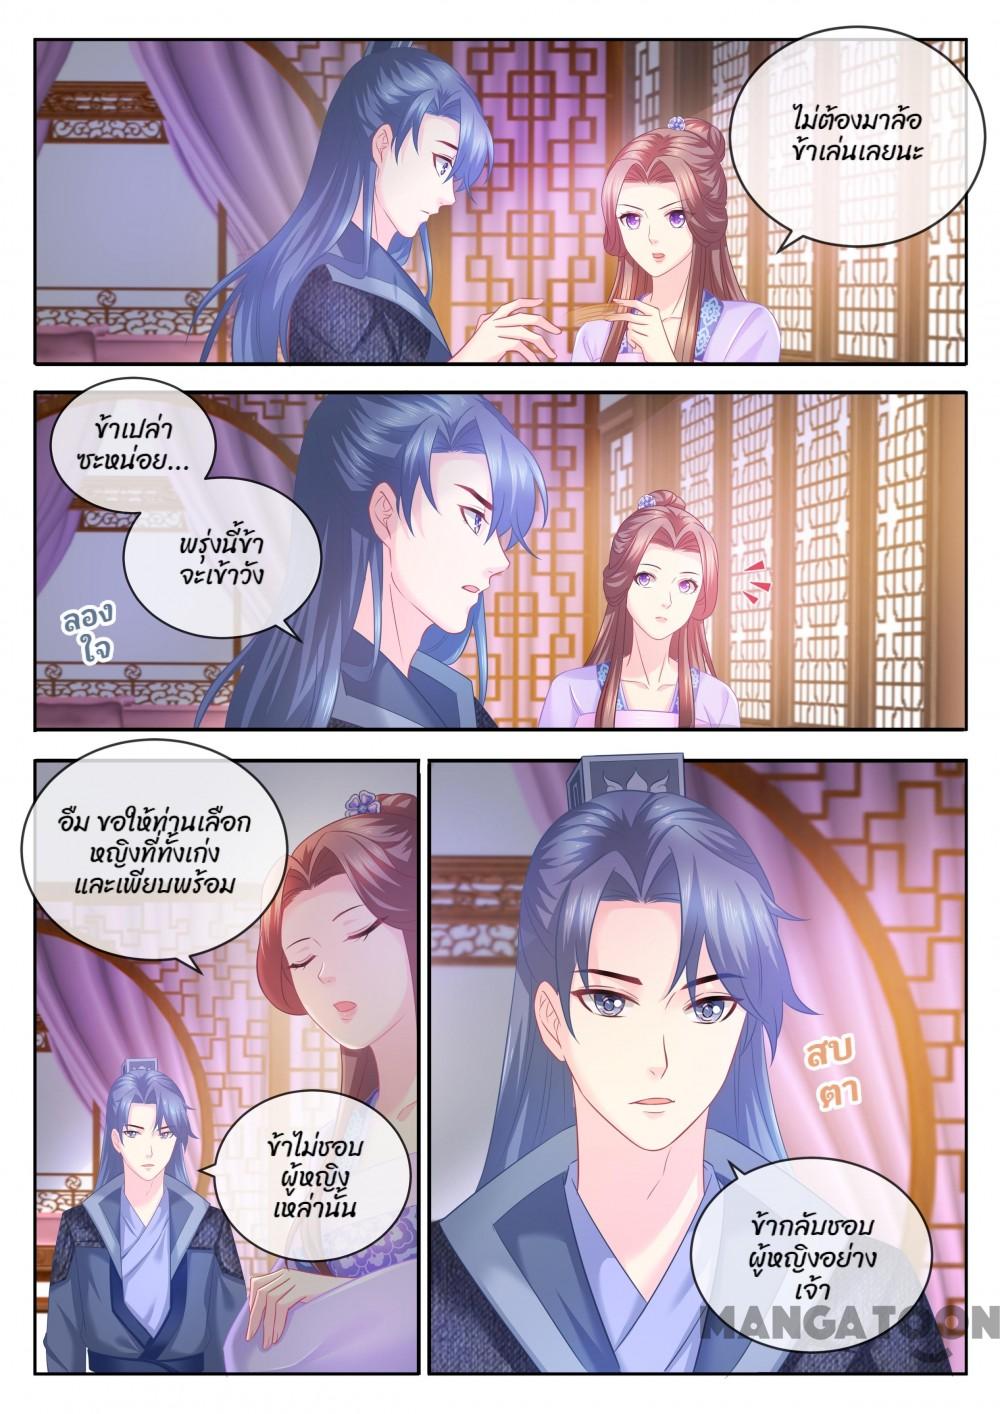 ไม่ต้องมาล้อ
ข้าเล่นเลยนะ
ข้าเปล่า
ซะหน่อย...
พรุ่งนี้ข้า
จะเข้าวัง
ลอง
ใจ
อืม ขอให้ท่านเลือก
หญิงที่ทั้งเก่ง
และเพียบพร้อม
ข้าไม่ชอบ
ผู้หญิง
เหล่านั้น
สบ
ตา
ข้ากลับชอบ
ผู้หญิงอย่าง
เจ้า
MANGATOON